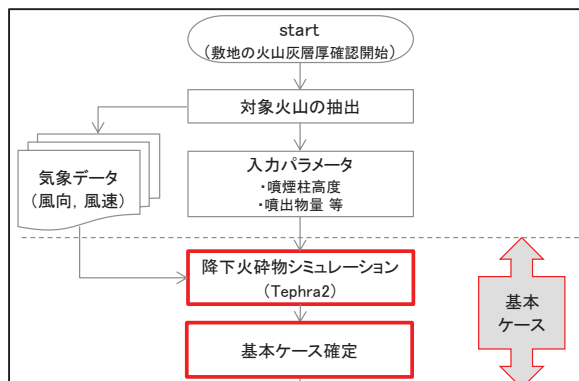 start
（敷地の火山灰層厚確認開始）
対象火山の抽出
気象データ
（風向，風速）
入力パラメータ
・噴煙柱高度
・噴出物量 等
降下火砕物シミュレーション
（Tephra2）
基本
ケース
基本ケース確定